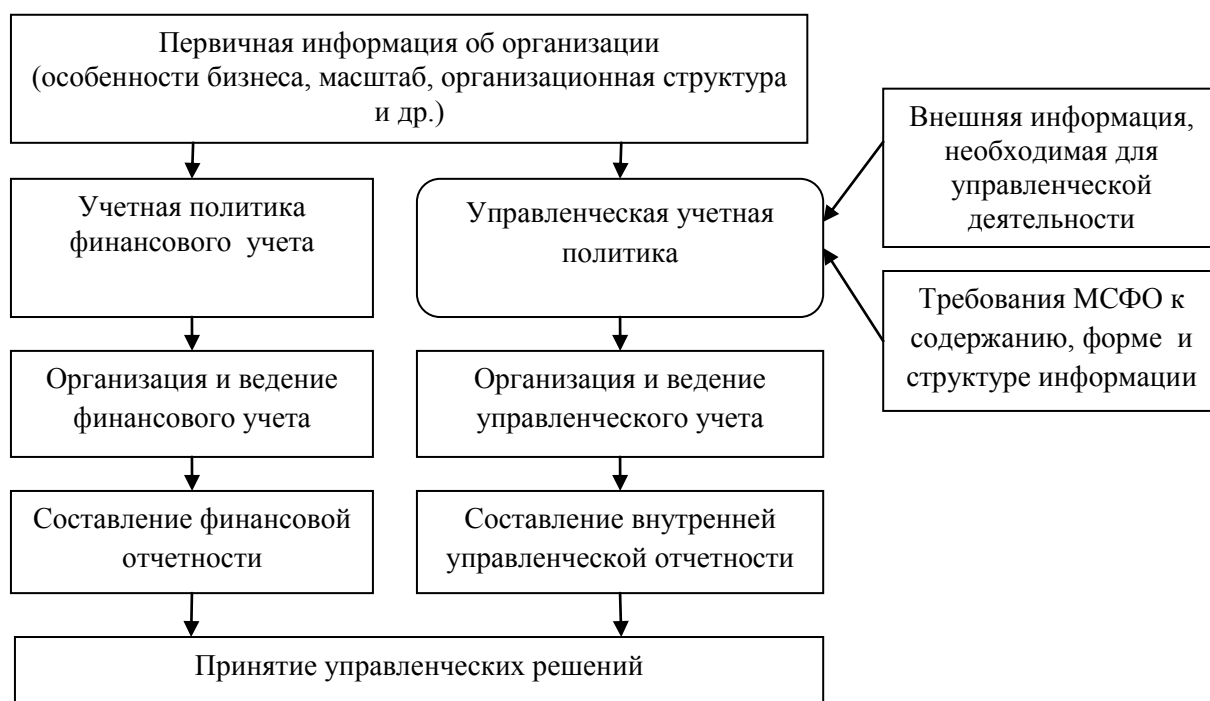 Первичная информация об организации
(особенности бизнеса, масштаб, организационная структура
и др.)
Внешняя информация,
необходимая для
управленческой
деятельности
Учетная политика
финансового учета
Управленческая учетная
политика
Требования МСФО к
содержанию, форме и
структуре информации
Организация и ведение
финансового учета
Организация и ведение
управленческого учета
Составление финансовой
отчетности
Составление внутренней
управленческой отчетности
Принятие управленческих решений